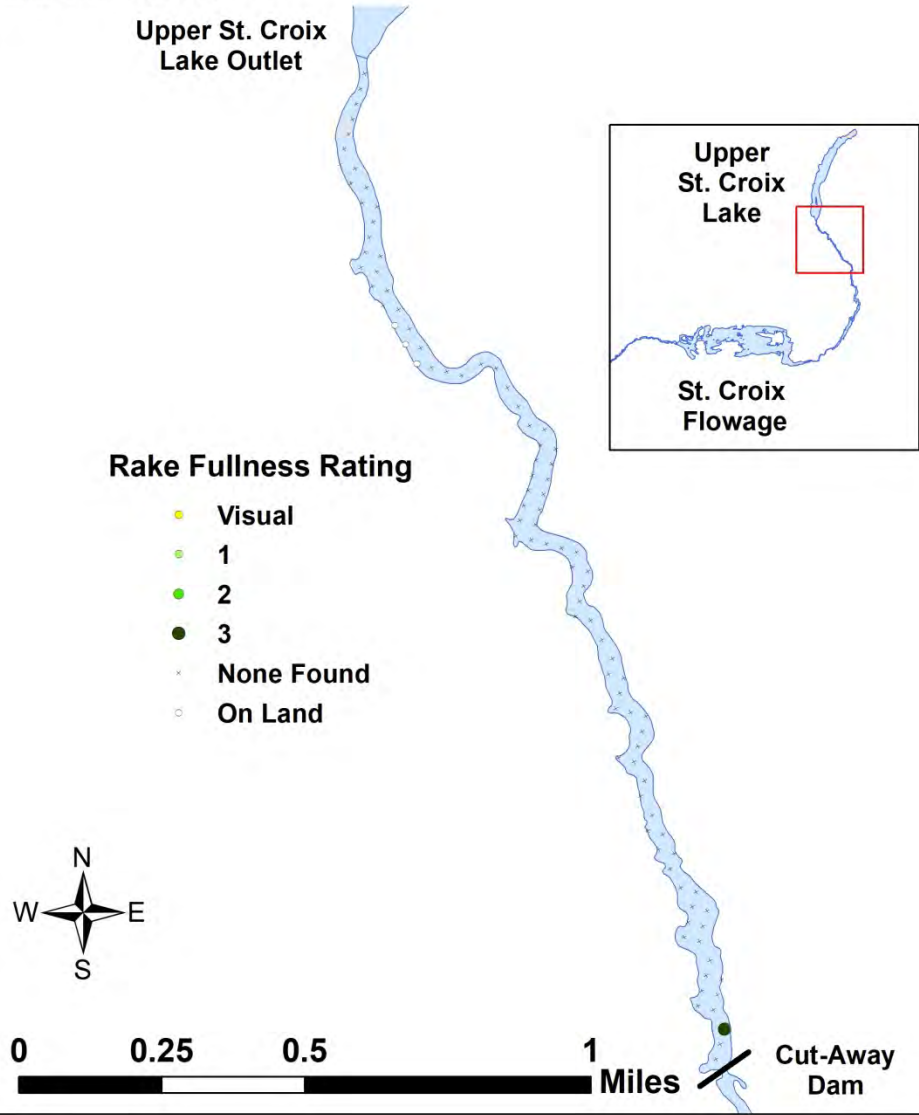 Upper St. Croix
Lake Outlet
Upper
St. Croix
Lake
St. Croix
Flowage
Rake Fullness Rating
Visual
1
2
3
None Found
On Land
N
W E
S
0 0.25 0.5 1 Miles
Cut-Away
Dam